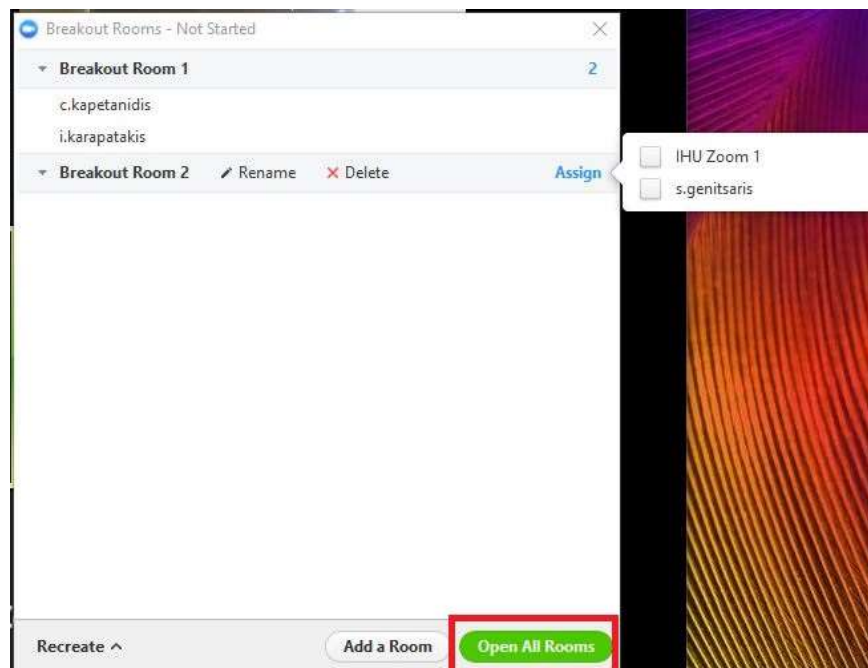 Breakout Rooms - Not Started
Breakout Room 1 2
c.kapetanidis
i.karapatakis
Breakout Room 2 Rename Delete Assign
IHU Zoom 1
s.genitsaris
Recreate Add a Room Open All Rooms